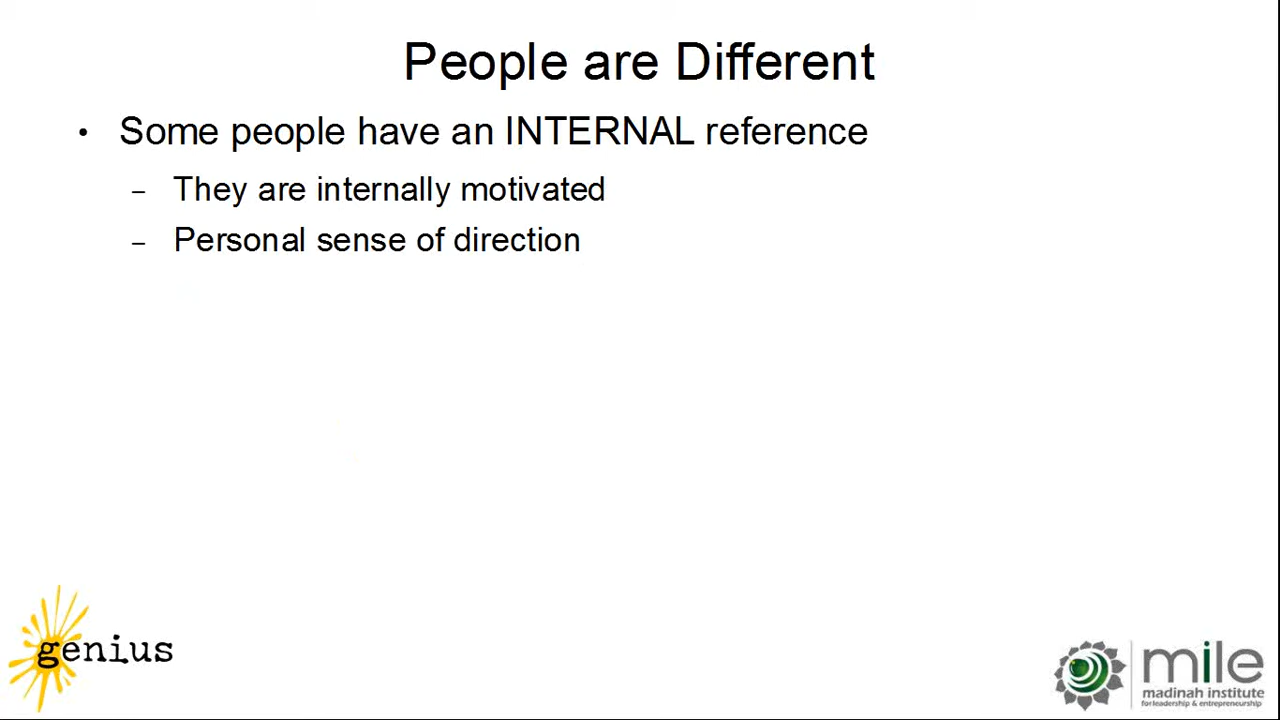 People are Different
• Some people have an INTERNAL reference
– They are internally motivated
– Personal sense of direction
genius
mile
madinah institute
for leadership & entrepreneurship